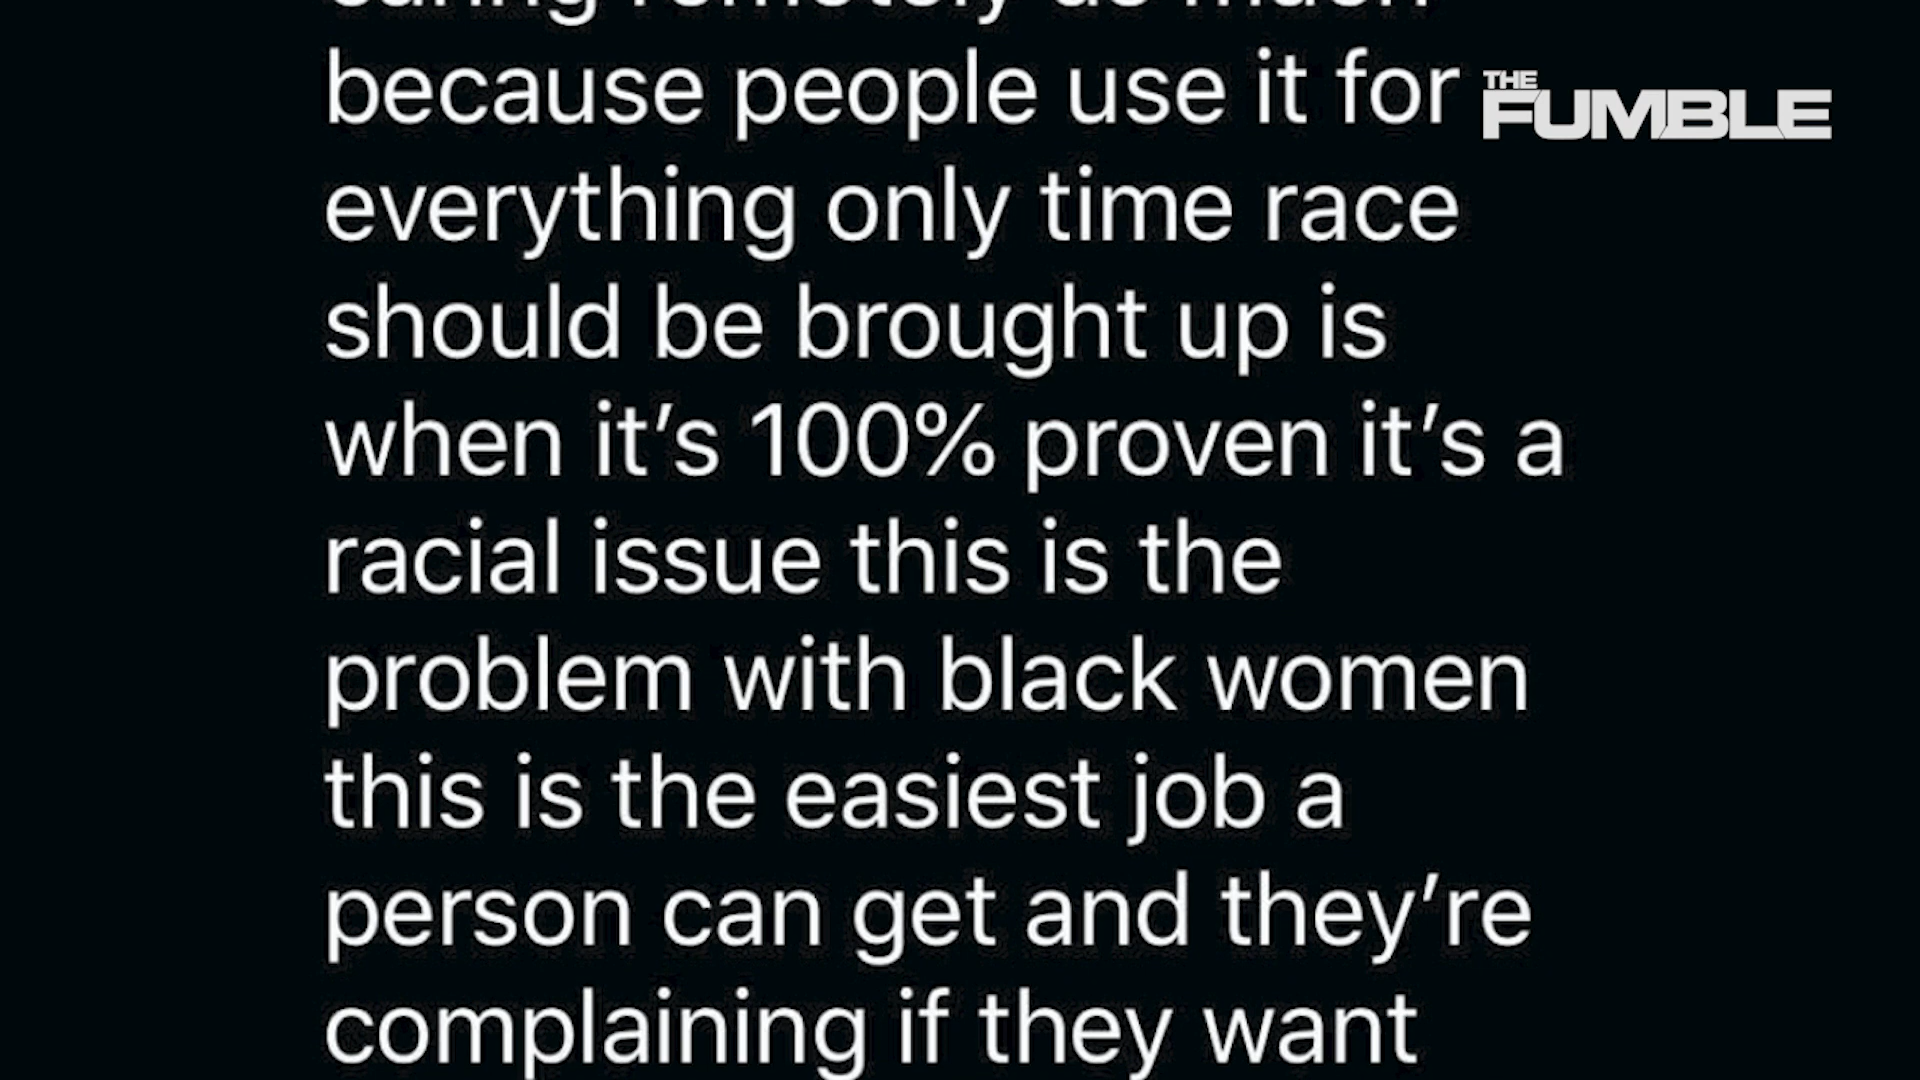 because people use it for
THE
FUMBLE
everything only time race
should be brought up is
when it’s 100% proven it’s a
racial issue this is the
problem with black women
this is the easiest job a
person can get and they’re
complaining if they want